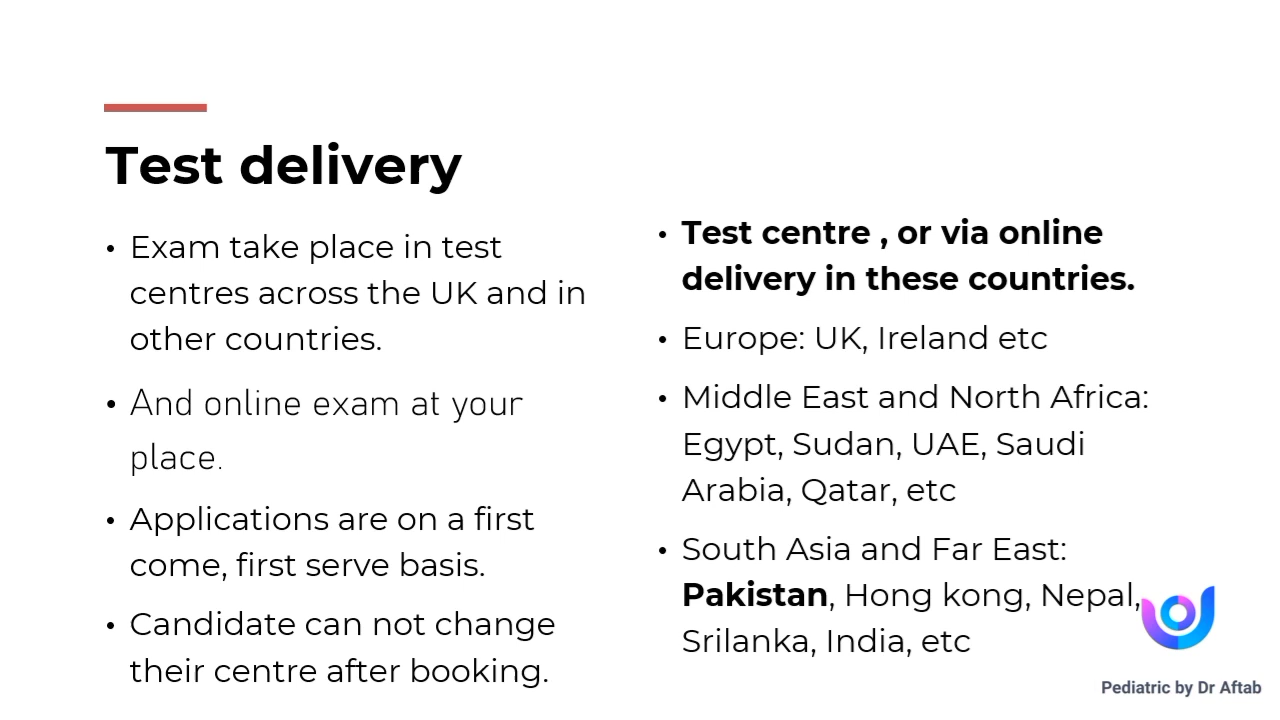 Test delivery
• Exam take place in test
centres across the UK and in
other countries.
• And online exam at your
place.
• Applications are on a first
come, first serve basis.
• Candidate can not change
their centre after booking.
• Test centre , or via online
delivery in these countries.
• Europe: UK, Ireland etc
• Middle East and North Africa:
Egypt, Sudan, UAE, Saudi
Arabia, Qatar, etc
• South Asia and Far East:
Pakistan, Hong kong, Nepal,
Srilanka, India, etc
Pediatric by Dr Aftab